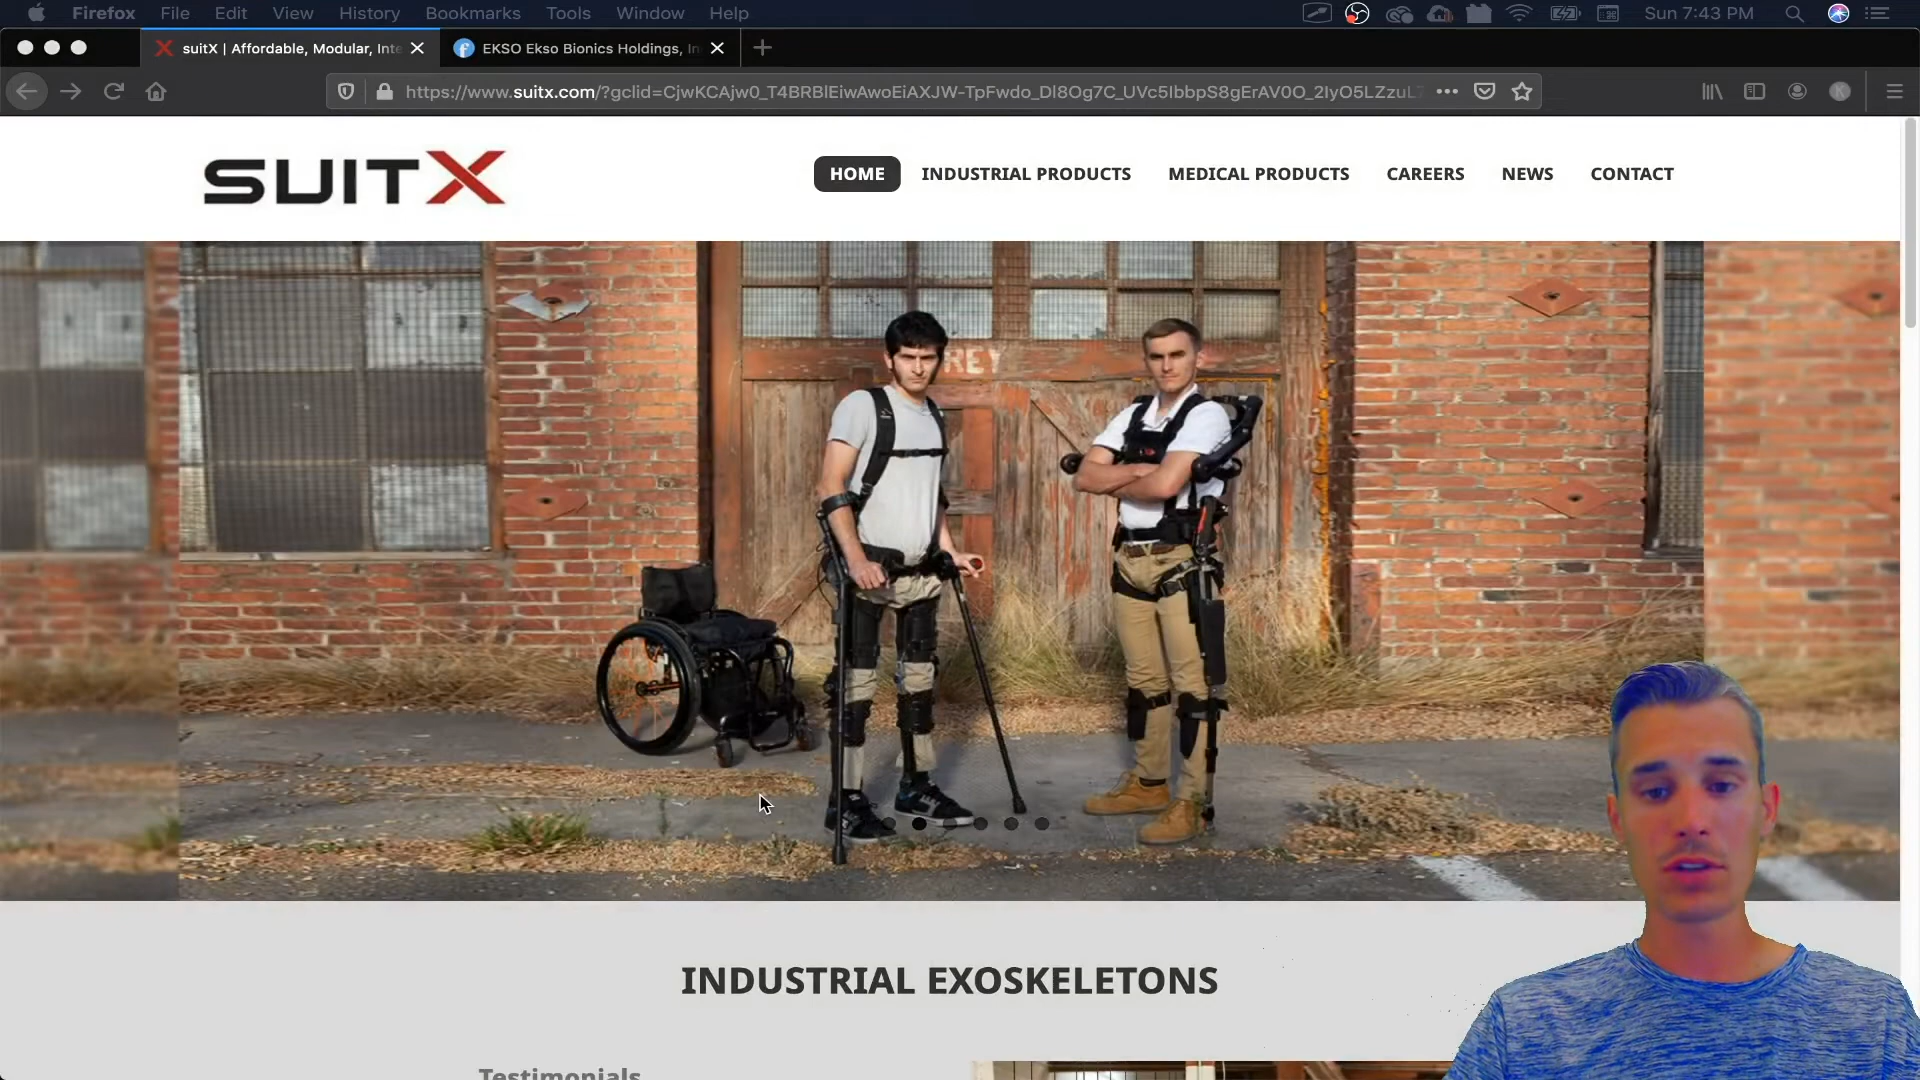 Firefox File Edit View History Bookmarks Tools Window Help Sun 7:43 PM
suitX | Affordable, Modular, Inte
EKSO Ekso Bionics Holdings, In
https://www.suitx.com/?gclid=
SUITX
HOME INDUSTRIAL PRODUCTS MEDICAL PRODUCTS CAREERS NEWS CONTACT
REY
INDUSTRIAL EXOSKELETONS
Testimonials